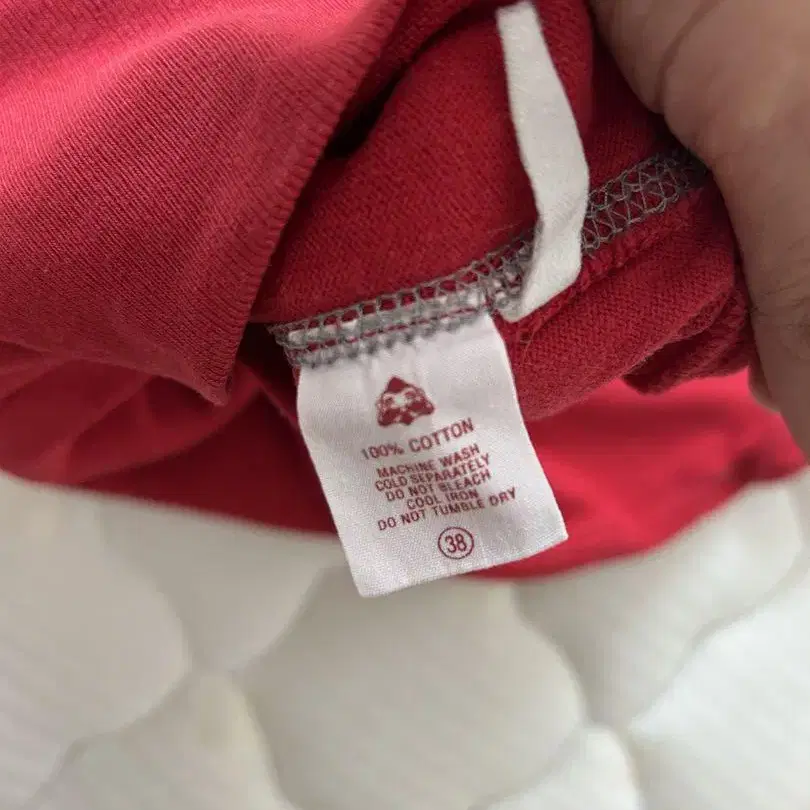 100% COTTON
MACHINE WASH
COLD SEPARATELY
DO NOT BLEACH
COOL IRON
DO NOT TUMBLE DRY
38